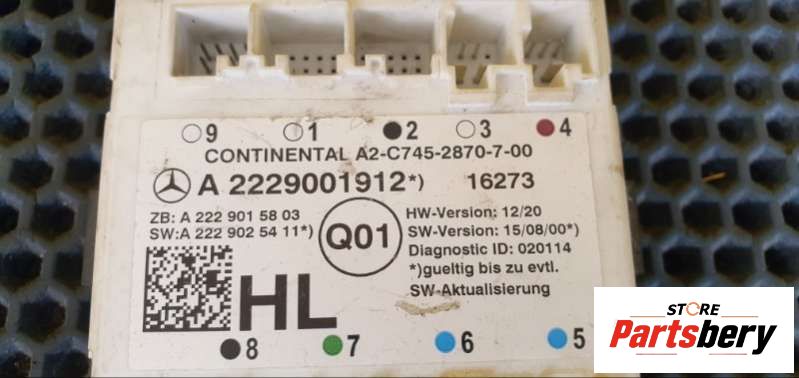 9 1 2 3 4
CONTINENTAL A2-C745-2870-7-00
A 2229001912*) 16273
ZB: A 222 901 58 03
SW:A 222 902 54 11*)
Q01
HW-Version: 12/20
SW-Version: 15/08/00*)
Diagnostic ID: 020114
*)gueltig bis zu evtl.
SW-Aktualisierung
HL
8 7 6 5
STORE
Partsbery